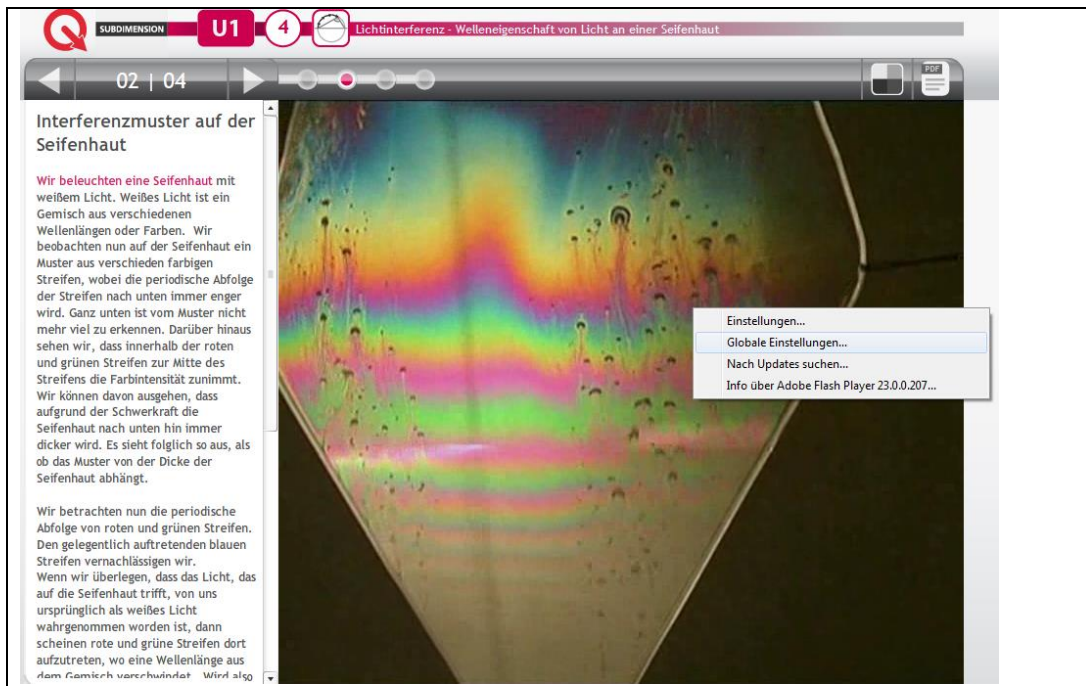 SUBDIMENSION U1 4 Lichtinterferenz - Welleneigenschaft von Licht an einer Seifenhaut
02 | 04
PDF
Interferenzmuster auf der
Seifenhaut
Wir beleuchten eine Seifenhaut mit
weißem Licht. Weißes Licht ist ein
Gemisch aus verschiedenen
Wellenlängen oder Farben. Wir
beobachten nun auf der Seifenhaut ein
Muster aus verschieden farbigen
Streifen, wobei die periodische Abfolge
der Streifen nach unten immer enger
wird. Ganz unten ist vom Muster nicht
mehr viel zu erkennen. Darüber hinaus
sehen wir, dass innerhalb der roten
und grünen Streifen zur Mitte des
Streifens die Farbintensität zunimmt.
Wir können davon ausgehen, dass
aufgrund der Schwerkraft die
Seifenhaut nach unten hin immer
dicker wird. Es sieht folglich so aus, als
ob das Muster von der Dicke der
Seifenhaut abhängt.
Wir betrachten nun die periodische
Abfolge von roten und grünen Streifen.
Den gelegentlich auftretenden blauen
Streifen vernachlässigen wir.
Wenn wir überlegen, dass das Licht, das
auf die Seifenhaut trifft, von uns
ursprünglich als weißes Licht
wahrgenommen worden ist, dann
scheinen rote und grüne Streifen dort
aufzutreten, wo eine Wellenlänge aus
dem Gemisch verschwindet. Wird also
Einstellungen...
Globale Einstellungen...
Nach Updates suchen...
Info über Adobe Flash Player 23.0.0.207...